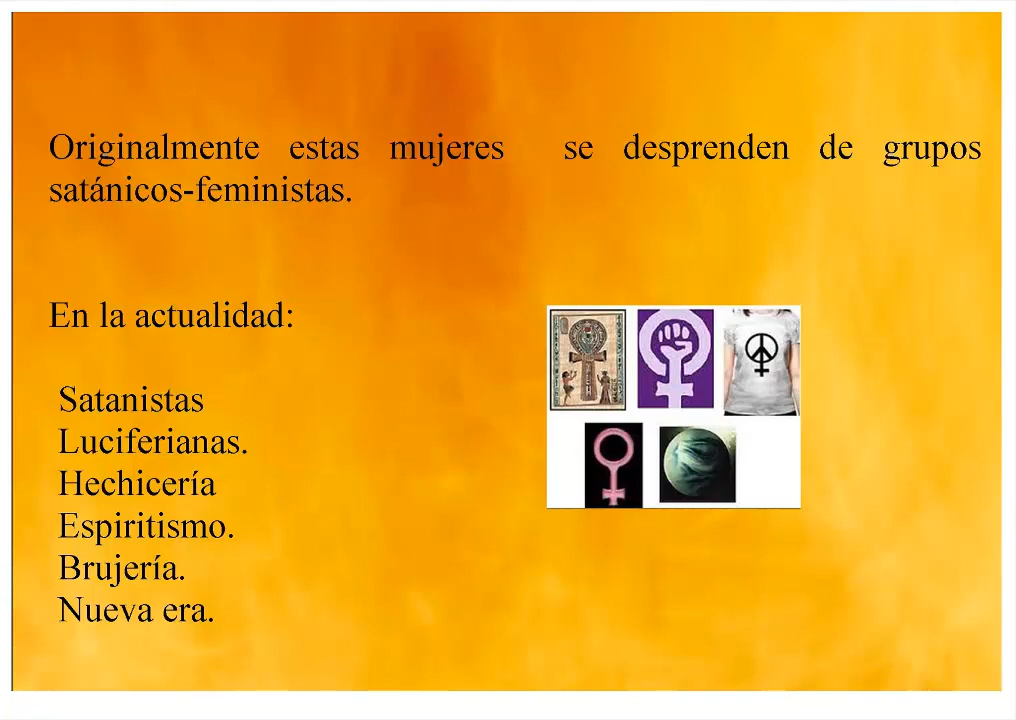 Originalmente estas mujeres se desprenden de grupos
satánicos-feministas.
En la actualidad:
Satanistas
Luciferianas.
Hechicería
Espiritismo.
Brujería.
Nueva era.